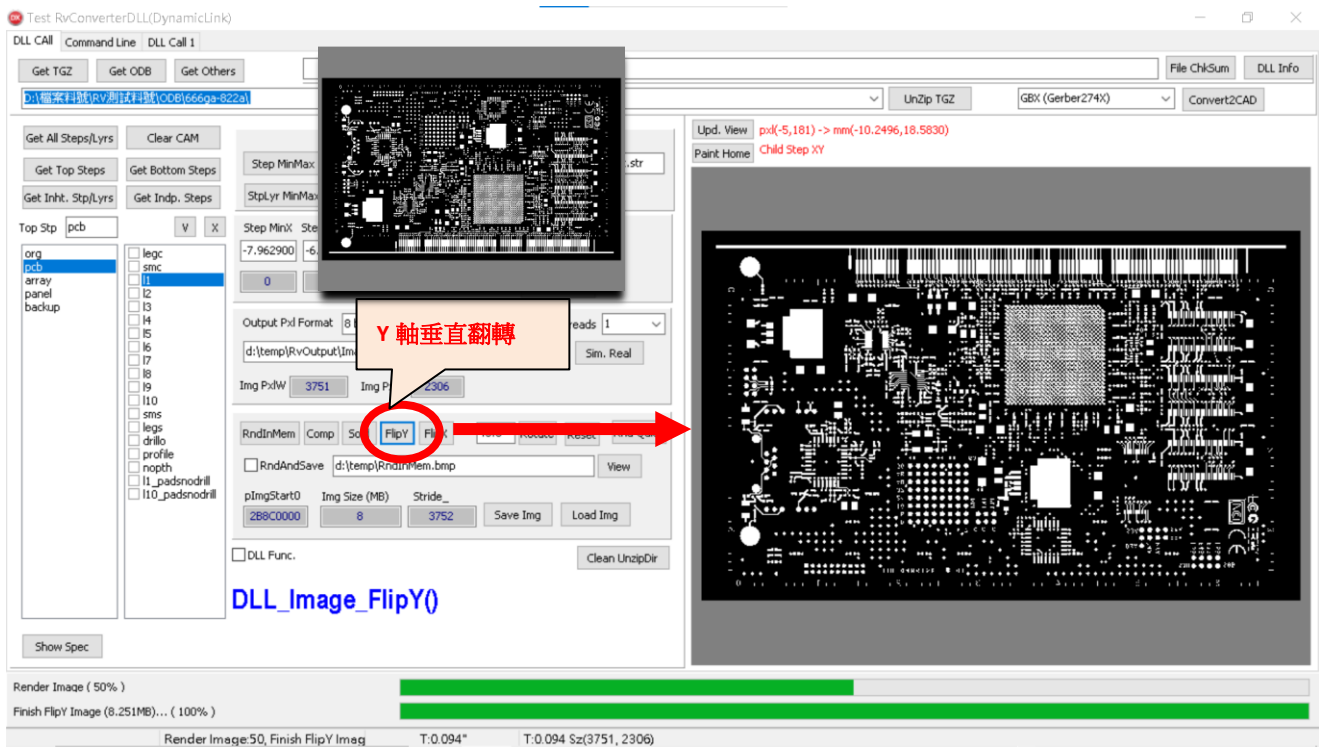 Test RvConverterDLL(DynamicLink)
DLL CAll Command Line DLL Call 1
Get TGZ Get ODB Get Others File ChkSum DLL Info
D:\檔案料號\RV測試料號\ODB\666ga-822a\ UnZip TGZ GBX (Gerber274X) Convert2CAD
Get All Steps/Lyrs Clear CAM
Get Top Steps Get Bottom Steps
Get Inht. Stp/Lyrs Get Indp. Steps
Top Stp pcb V X
org
pcb
array
panel
backup
legc
smc
l1
l2
l3
l4
l5
l6
l7
l8
l9
l10
sms
legs
drillo
profile
nopth
l1_padsnodrill
l10_padsnodrill
Show Spec
Step MinMax .str
StpLyr MinMax
Step MinX
-7.962900 -6.
0
Output Pxl Format 8 1
d:\temp\RvOutput\Im Sim. Real
Img PxlW 3751 Img P 2306
Y 軸垂直翻轉
RndInMem Comp FlipY Rotate Reset
RndAndSave d:\temp\RndInMem.bmp View
pImgStart0 Img Size (MB) Stride_
2B8C0000 8 3752 Save Img Load Img
DLL Func. Clean UnzipDir
DLL_Image_FlipY()
Upd. View pxl(-5,181) -> mm(-10.2496,18.5830)
Paint Home Child Step XY
Render Image ( 50% )
Finish FlipY Image (8.251MB)... ( 100% )
Render Image:50, Finish FlipY Imag T:0.094" T:0.094 Sz(3751, 2306)